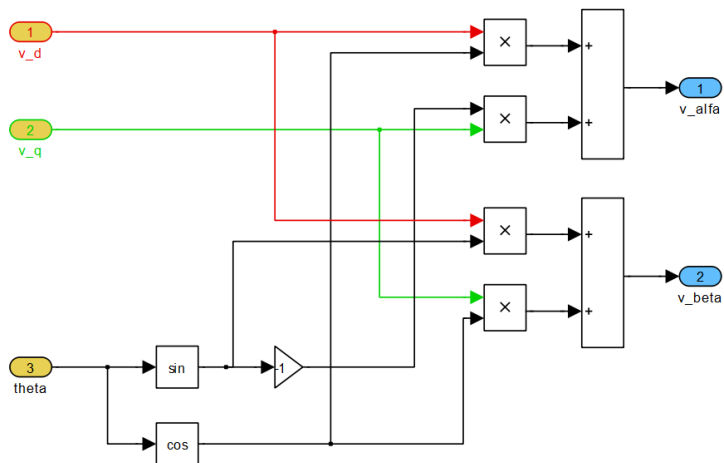 1
v_d
×
+
1
v_alfa
2
v_q
×
+
×
+
2
v_beta
×
+
3
theta
sin
-1
cos